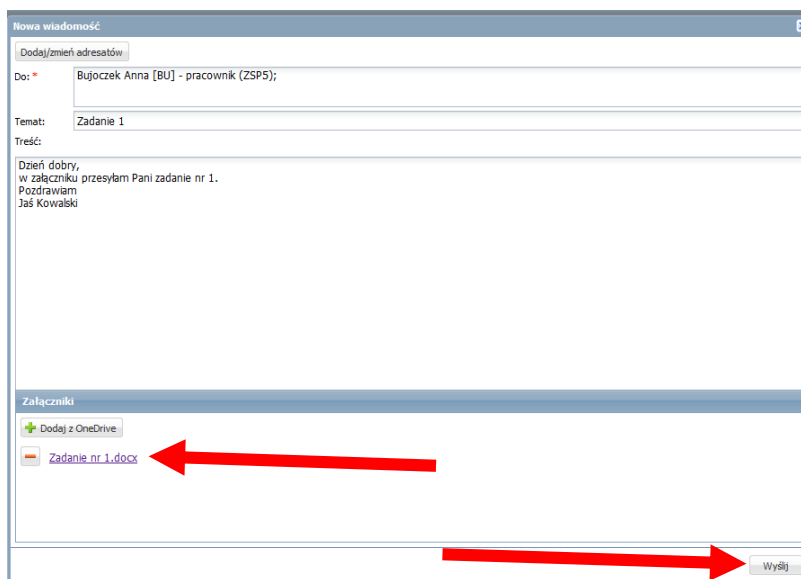 Nowa wiadomość
Dodaj/zmień adresatów
Do: * Bujoczek Anna [BU] - pracownik (ZSP5);
Temat: Zadanie 1
Treść:
Dzień dobry,
w załączniku przesyłam Pani zadanie nr 1.
Pozdrawiam
Jaś Kowalski
Załączniki
Dodaj z OneDrive
Zadanie nr 1.docx
Wyślij